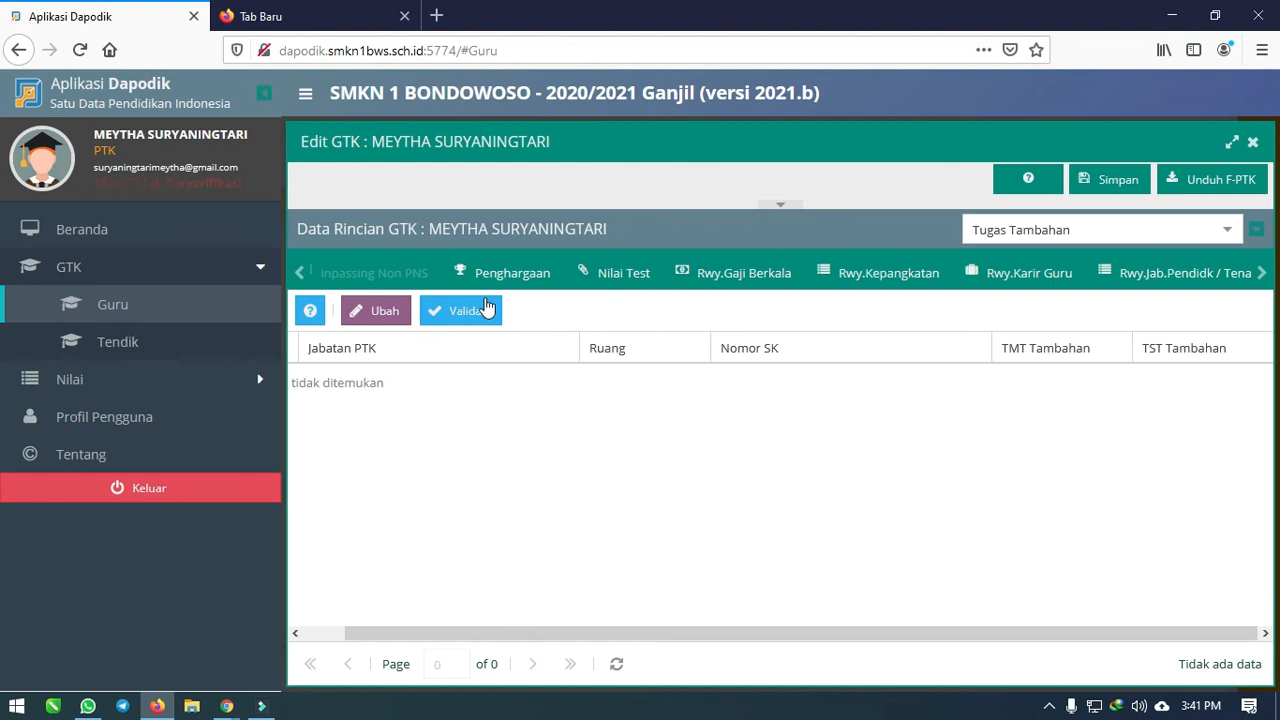 Aplikasi Dapodik
Tab Baru
dapodik.smkn1bws.sch.id:5774/#Guru
Aplikasi Dapodik
Satu Data Pendidikan Indonesia
SMKN 1 BONDOWOSO - 2020/2021 Ganjil (versi 2021.b)
MEYTHA SURYANINGTARI
PTK
suryaningtarimeytha@gmail.com
Edit GTK : MEYTHA SURYANINGTARI
Simpan
Unduh F-PTK
Data Rincian GTK : MEYTHA SURYANINGTARI
Tugas Tambahan
Inpassing Non PNS
Penghargaan
Nilai Test
Rwy.Gaji Berkala
Rwy.Kepangkatan
Rwy.Karir Guru
Rwy.Jab.Pendidk / Tena
Ubah
Jabatan PTK
Ruang
Nomor SK
TMT Tambahan
TST Tambahan
tidak ditemukan
Beranda
GTK
Guru
Tendik
Nilai
Profil Pengguna
Tentang
Keluar
Page
0
of 0
Tidak ada data
3:41 PM